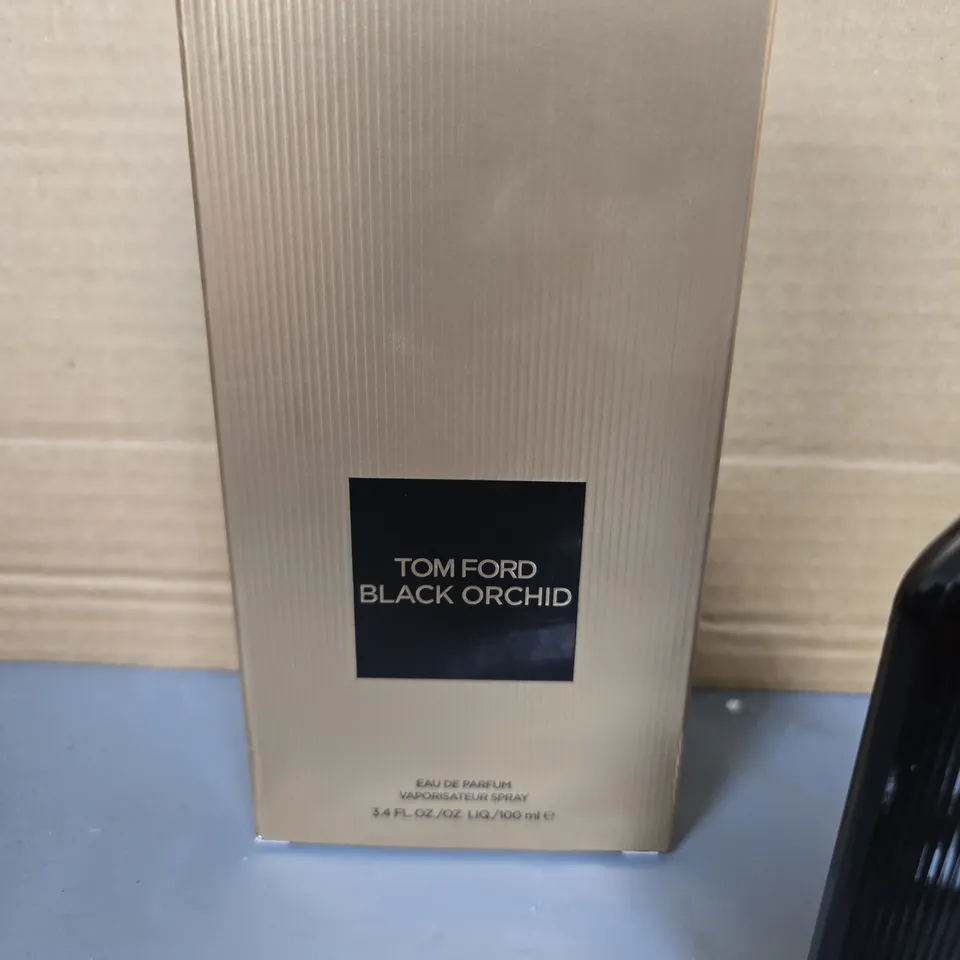 TOM FORD
BLACK ORCHID
EAU DE PARFUM
VAPORISATEUR SPRAY
3.4 FL. OZ./OZ. LIQ./100 ml ℮